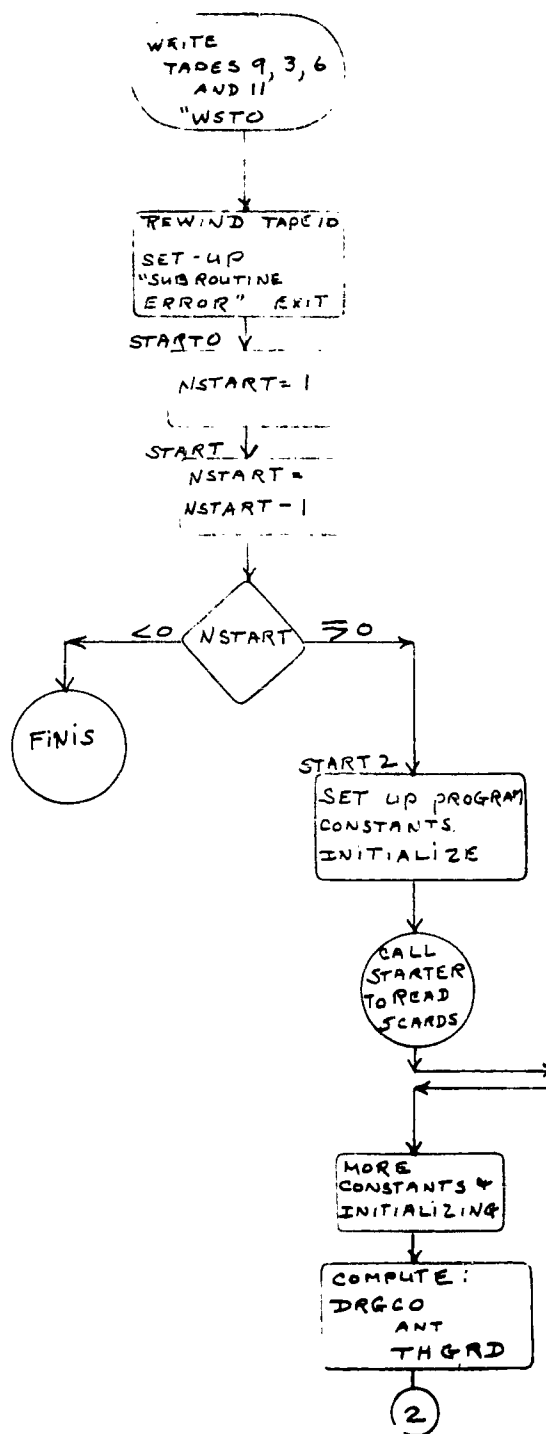 WRITE
TAPES 9, 3, 6
AND 11
"WSTO
REWIND TAPE 10
SET-UP
"SUBROUTINE
ERROR" EXIT
START0
NSTART = 1
START
NSTART =
NSTART - 1
<0 NSTART ≧0
FINIS
START 2
SET UP PROGRAM
CONSTANTS.
INITIALIZE
CALL
STARTER
TO READ
SCARDS
MORE
CONSTANTS &
INITIALIZING
COMPUTE:
DRGCO
ANT
THGRD
2